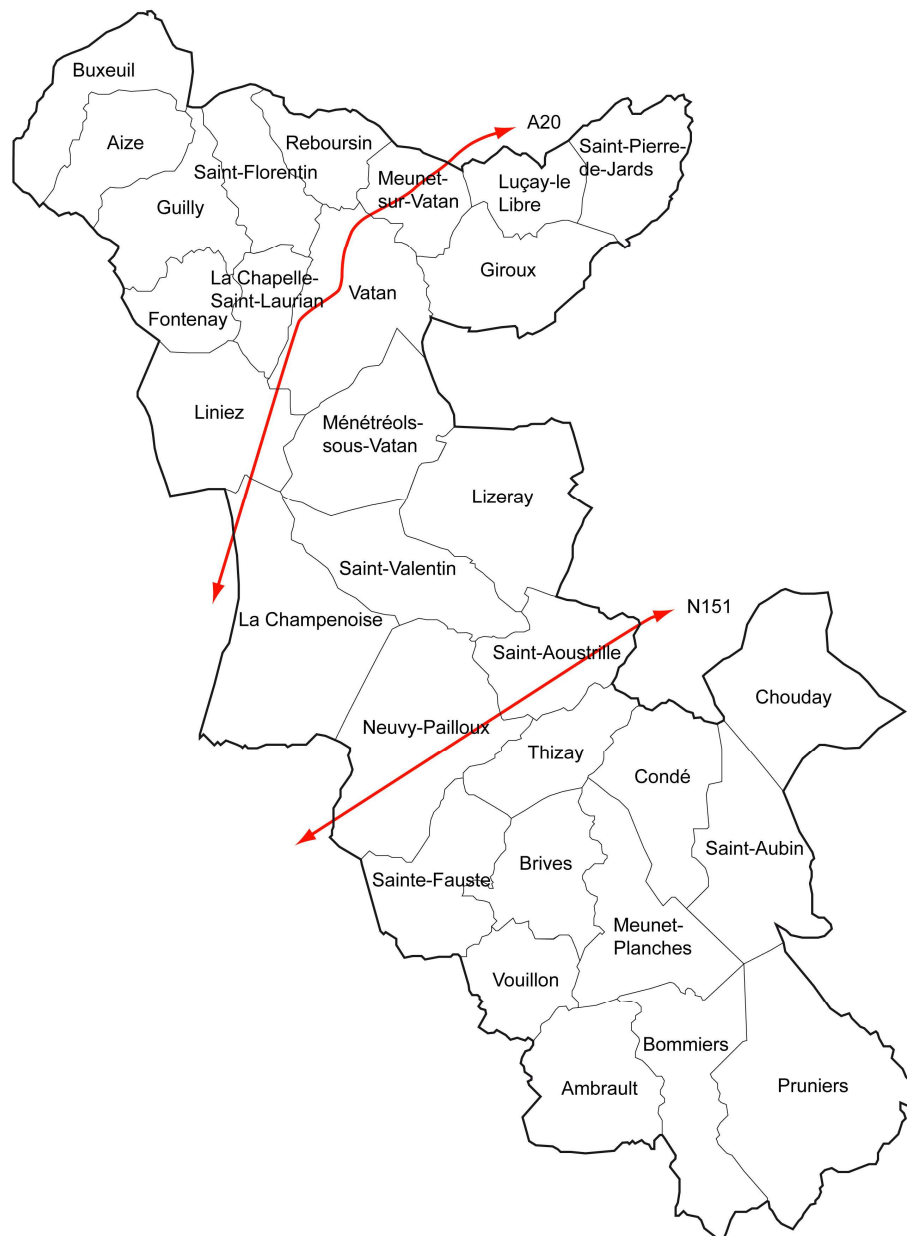 Buxeuil
A20
Aize
Reboursin
Saint-Pierre-
de-Jards
Saint-Florentin
Meunet-
sur-Vatan
Luçay-le
Libre
Guilly
Giroux
La Chapelle-
Saint-Laurian
Vatan
Fontenay
Liniez
Ménétréols-
sous-Vatan
Lizeray
Saint-Valentin
N151
La Champenoise
Saint-Aoustrille
Chouday
Neuvy-Pailloux
Thizay
Condé
Saint-Aubin
Brives
Sainte-Fauste
Meunet-
Planches
Vouillon
Bommiers
Ambrault
Pruniers